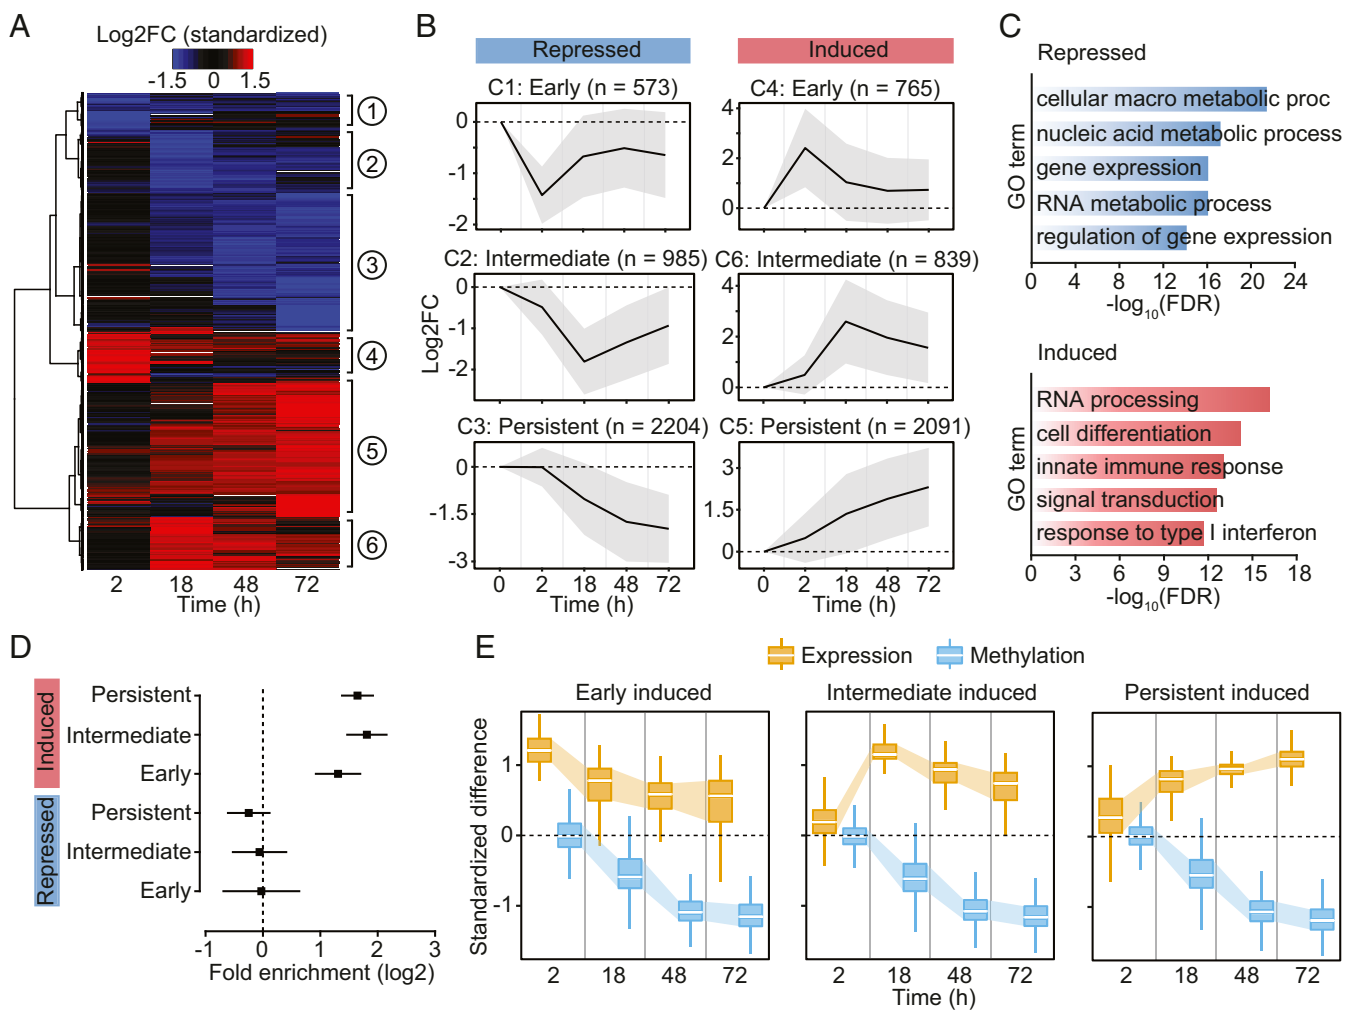 A
Log2FC (standardized)
-1.5 0 1.5
1
2
3
4
5
6
2 18 48 72
Time (h)
B
Repressed Induced
C1: Early (n = 573) C4: Early (n = 765)
0
-1
-2
4
2
0
C2: Intermediate (n = 985) C6: Intermediate (n = 839)
Log2FC
0
-1
-2
4
2
0
C3: Persistent (n = 2204) C5: Persistent (n = 2091)
0
-1.5
-3
3
1.5
0
0 2 18 48 72 0 2 18 48 72
Time (h) Time (h)
C
Repressed
GO term
cellular macro metabolic proc
nucleic acid metabolic process
gene expression
RNA metabolic process
regulation of gene expression
0 4 8 12 16 20 24
-log10(FDR)
Induced
GO term
RNA processing
cell differentiation
innate immune response
signal transduction
response to type I interferon
0 3 6 9 12 15 18
-log10(FDR)
D
Induced
Persistent
Intermediate
Early
Repressed
Persistent
Intermediate
Early
-1 0 1 2 3
Fold enrichment (log2)
E
Expression Methylation
Early induced Intermediate induced Persistent induced
Standardized difference
1
0
-1
2 18 48 72 2 18 48 72 2 18 48 72
Time (h)